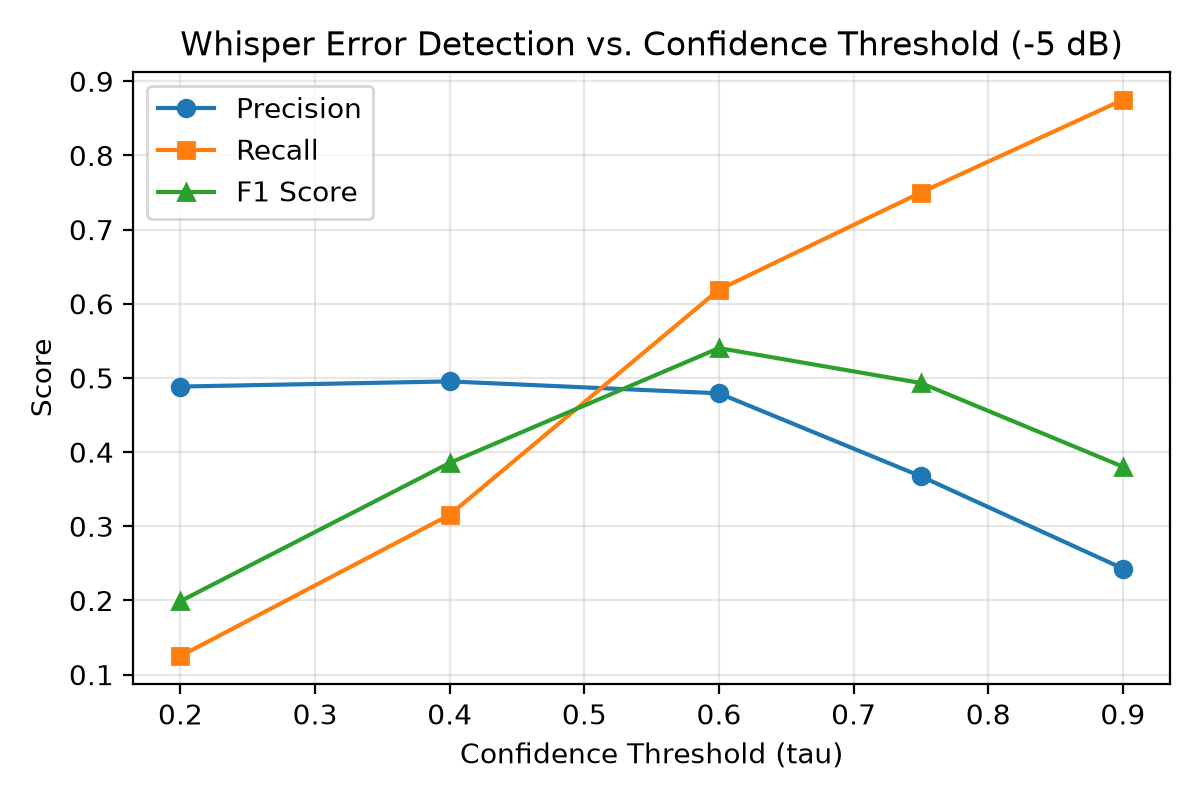 Whisper Error Detection vs. Confidence Threshold (-5 dB)
Precision
Recall
F1 Score
Score
0.9
0.8
0.7
0.6
0.5
0.4
0.3
0.2
0.1
0.2 0.3 0.4 0.5 0.6 0.7 0.8 0.9
Confidence Threshold (tau)